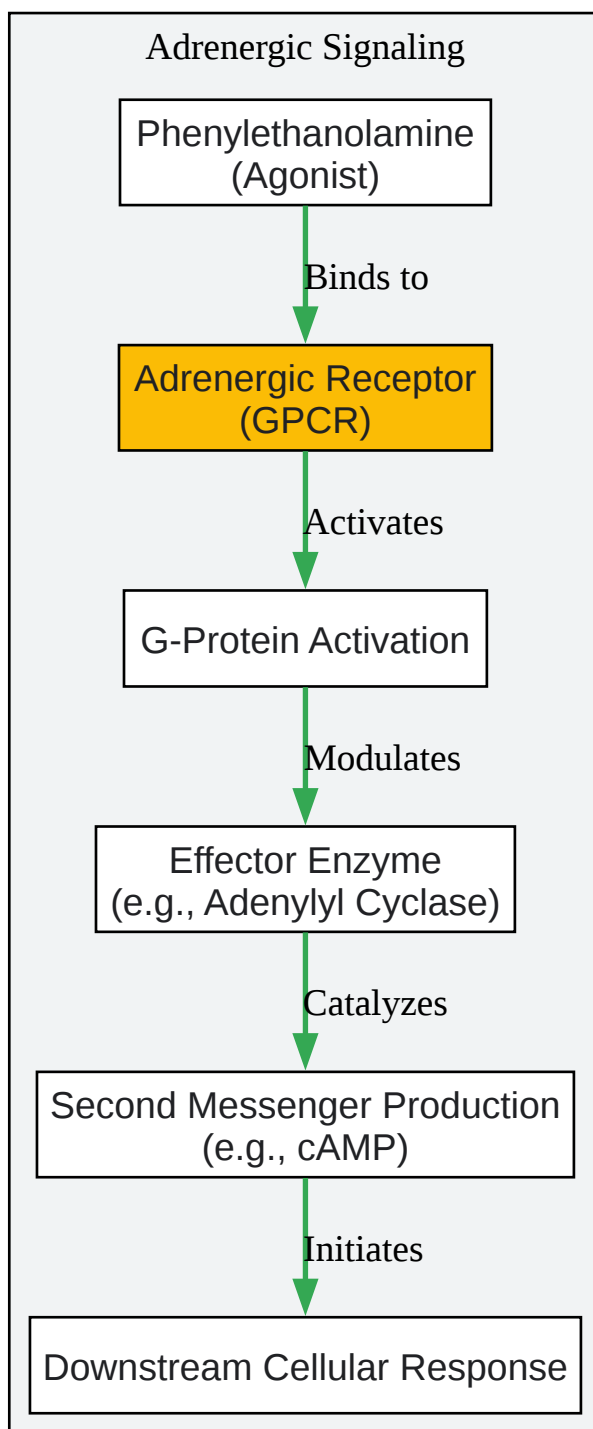 Adrenergic Signaling
Phenylethanolamine
(Agonist)
Binds to
Adrenergic Receptor
(GPCR)
Activates
G-Protein Activation
Modulates
Effector Enzyme
(e.g., Adenylyl Cyclase)
Catalyzes
Second Messenger Production
(e.g., cAMP)
Initiates
Downstream Cellular Response